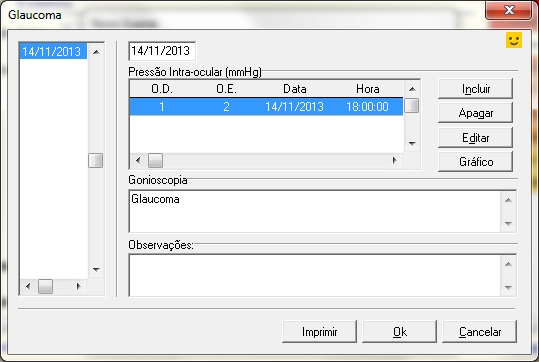 Glaucoma
14/11/2013
14/11/2013
Pressão Intra-ocular (mmHg)
O.D. O.E. Data Hora
1 2 14/11/2013 18:00:00
Incluir
Apagar
Editar
Gráfico
Gonioscopia
Glaucoma
Observações:
Imprimir Ok Cancelar